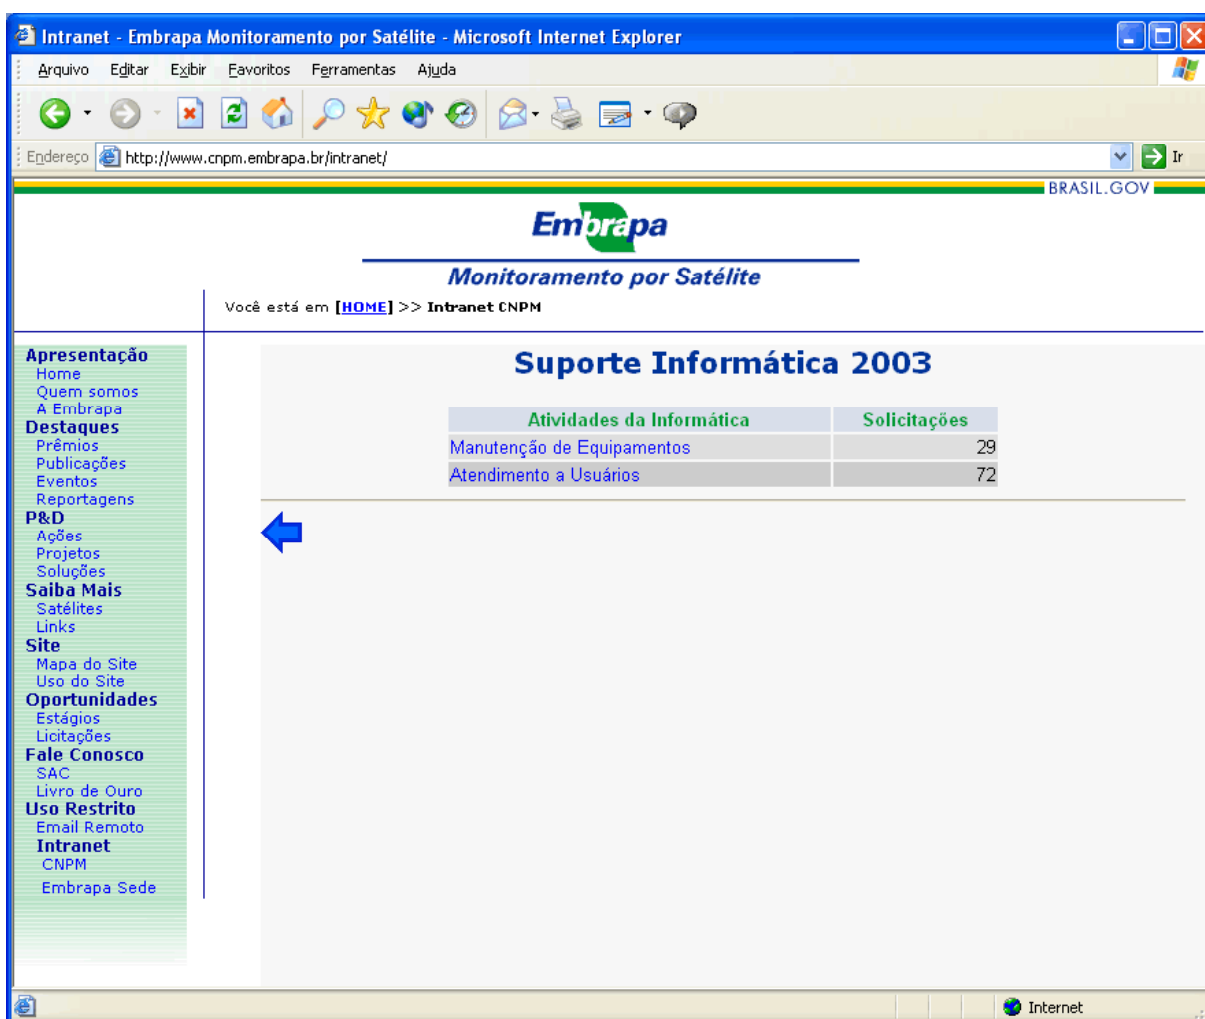 Intranet - Embrapa Monitoramento por Satélite - Microsoft Internet Explorer
Arquivo Editar Exibir Favoritos Ferramentas Ajuda
Endereço http://www.cnpm.embrapa.br/intranet/ Ir
BRASIL.GOV
Embrapa
Monitoramento por Satélite
Você está em [HOME] >> Intranet CNPM
Apresentação
Home
Quem somos
A Embrapa
Destaques
Prêmios
Publicações
Eventos
Reportagens
P&D
Ações
Projetos
Soluções
Saiba Mais
Satélites
Links
Site
Mapa do Site
Uso do Site
Oportunidades
Estágios
Licitações
Fale Conosco
SAC
Livro de Ouro
Uso Restrito
Email Remoto
Intranet
CNPM
Embrapa Sede
Suporte Informática 2003
Atividades da Informática Solicitações
Manutenção de Equipamentos 29
Atendimento a Usuários 72
Internet